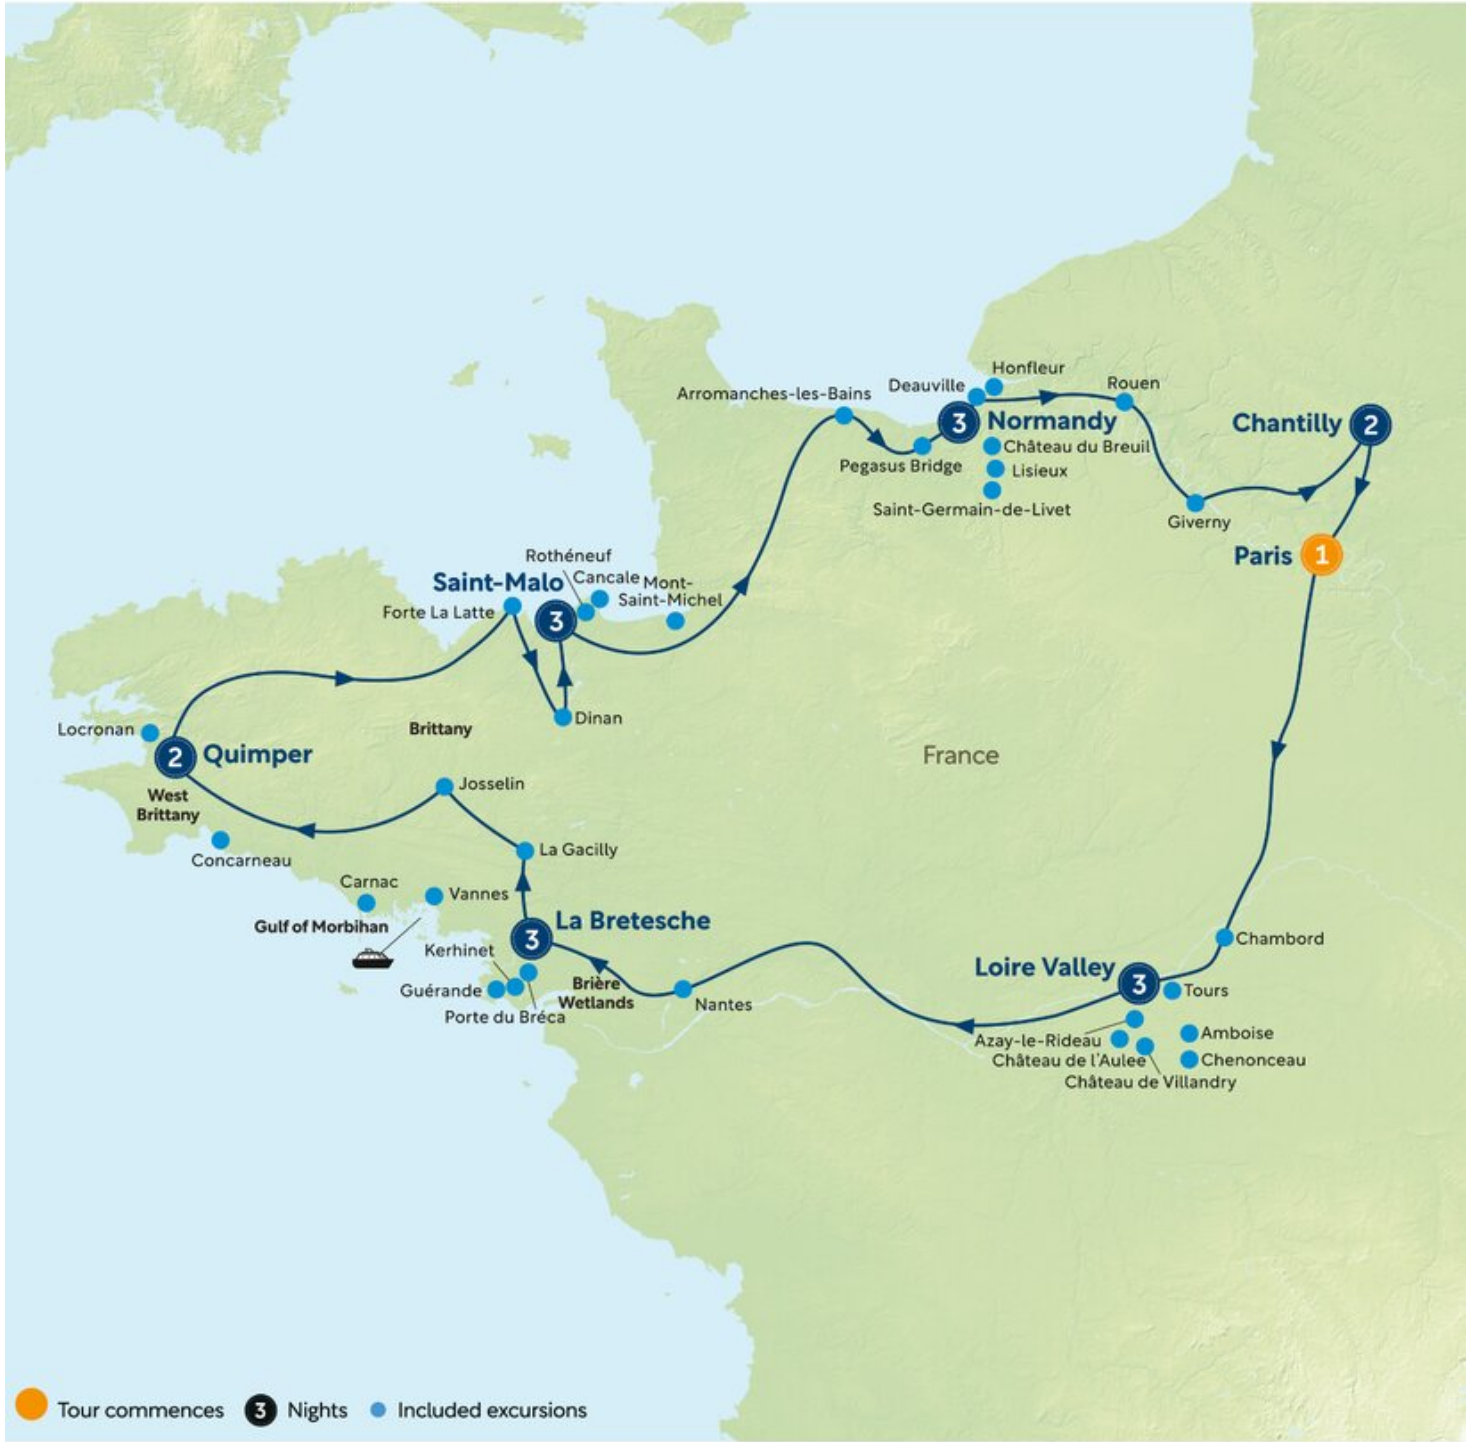 Honfleur
Deauville
Rouen
Arromanches-les-Bains
3
Normandy
Chantilly
2
Château du Breuil
Pegasus Bridge
Lisieux
Saint-Germain-de-Livet
Giverny
Paris
1
Rothéneuf
Saint-Malo
Cancale
Mont-
Saint-Michel
Forte La Latte
3
Dinan
Locronan
Brittany
2
Quimper
France
West
Brittany
Josselin
Concarneau
La Gacilly
Carnac
Vannes
Gulf of Morbihan
La Bretesche
3
Kerhinet
Chambord
Loire Valley
3
Guérande
Brière
Wetlands
Tours
Nantes
Porte du Bréca
Azay-le-Rideau
Amboise
Château de l'Aulee
Chenonceau
Château de Villandry
Tour commences
3
Nights
Included excursions